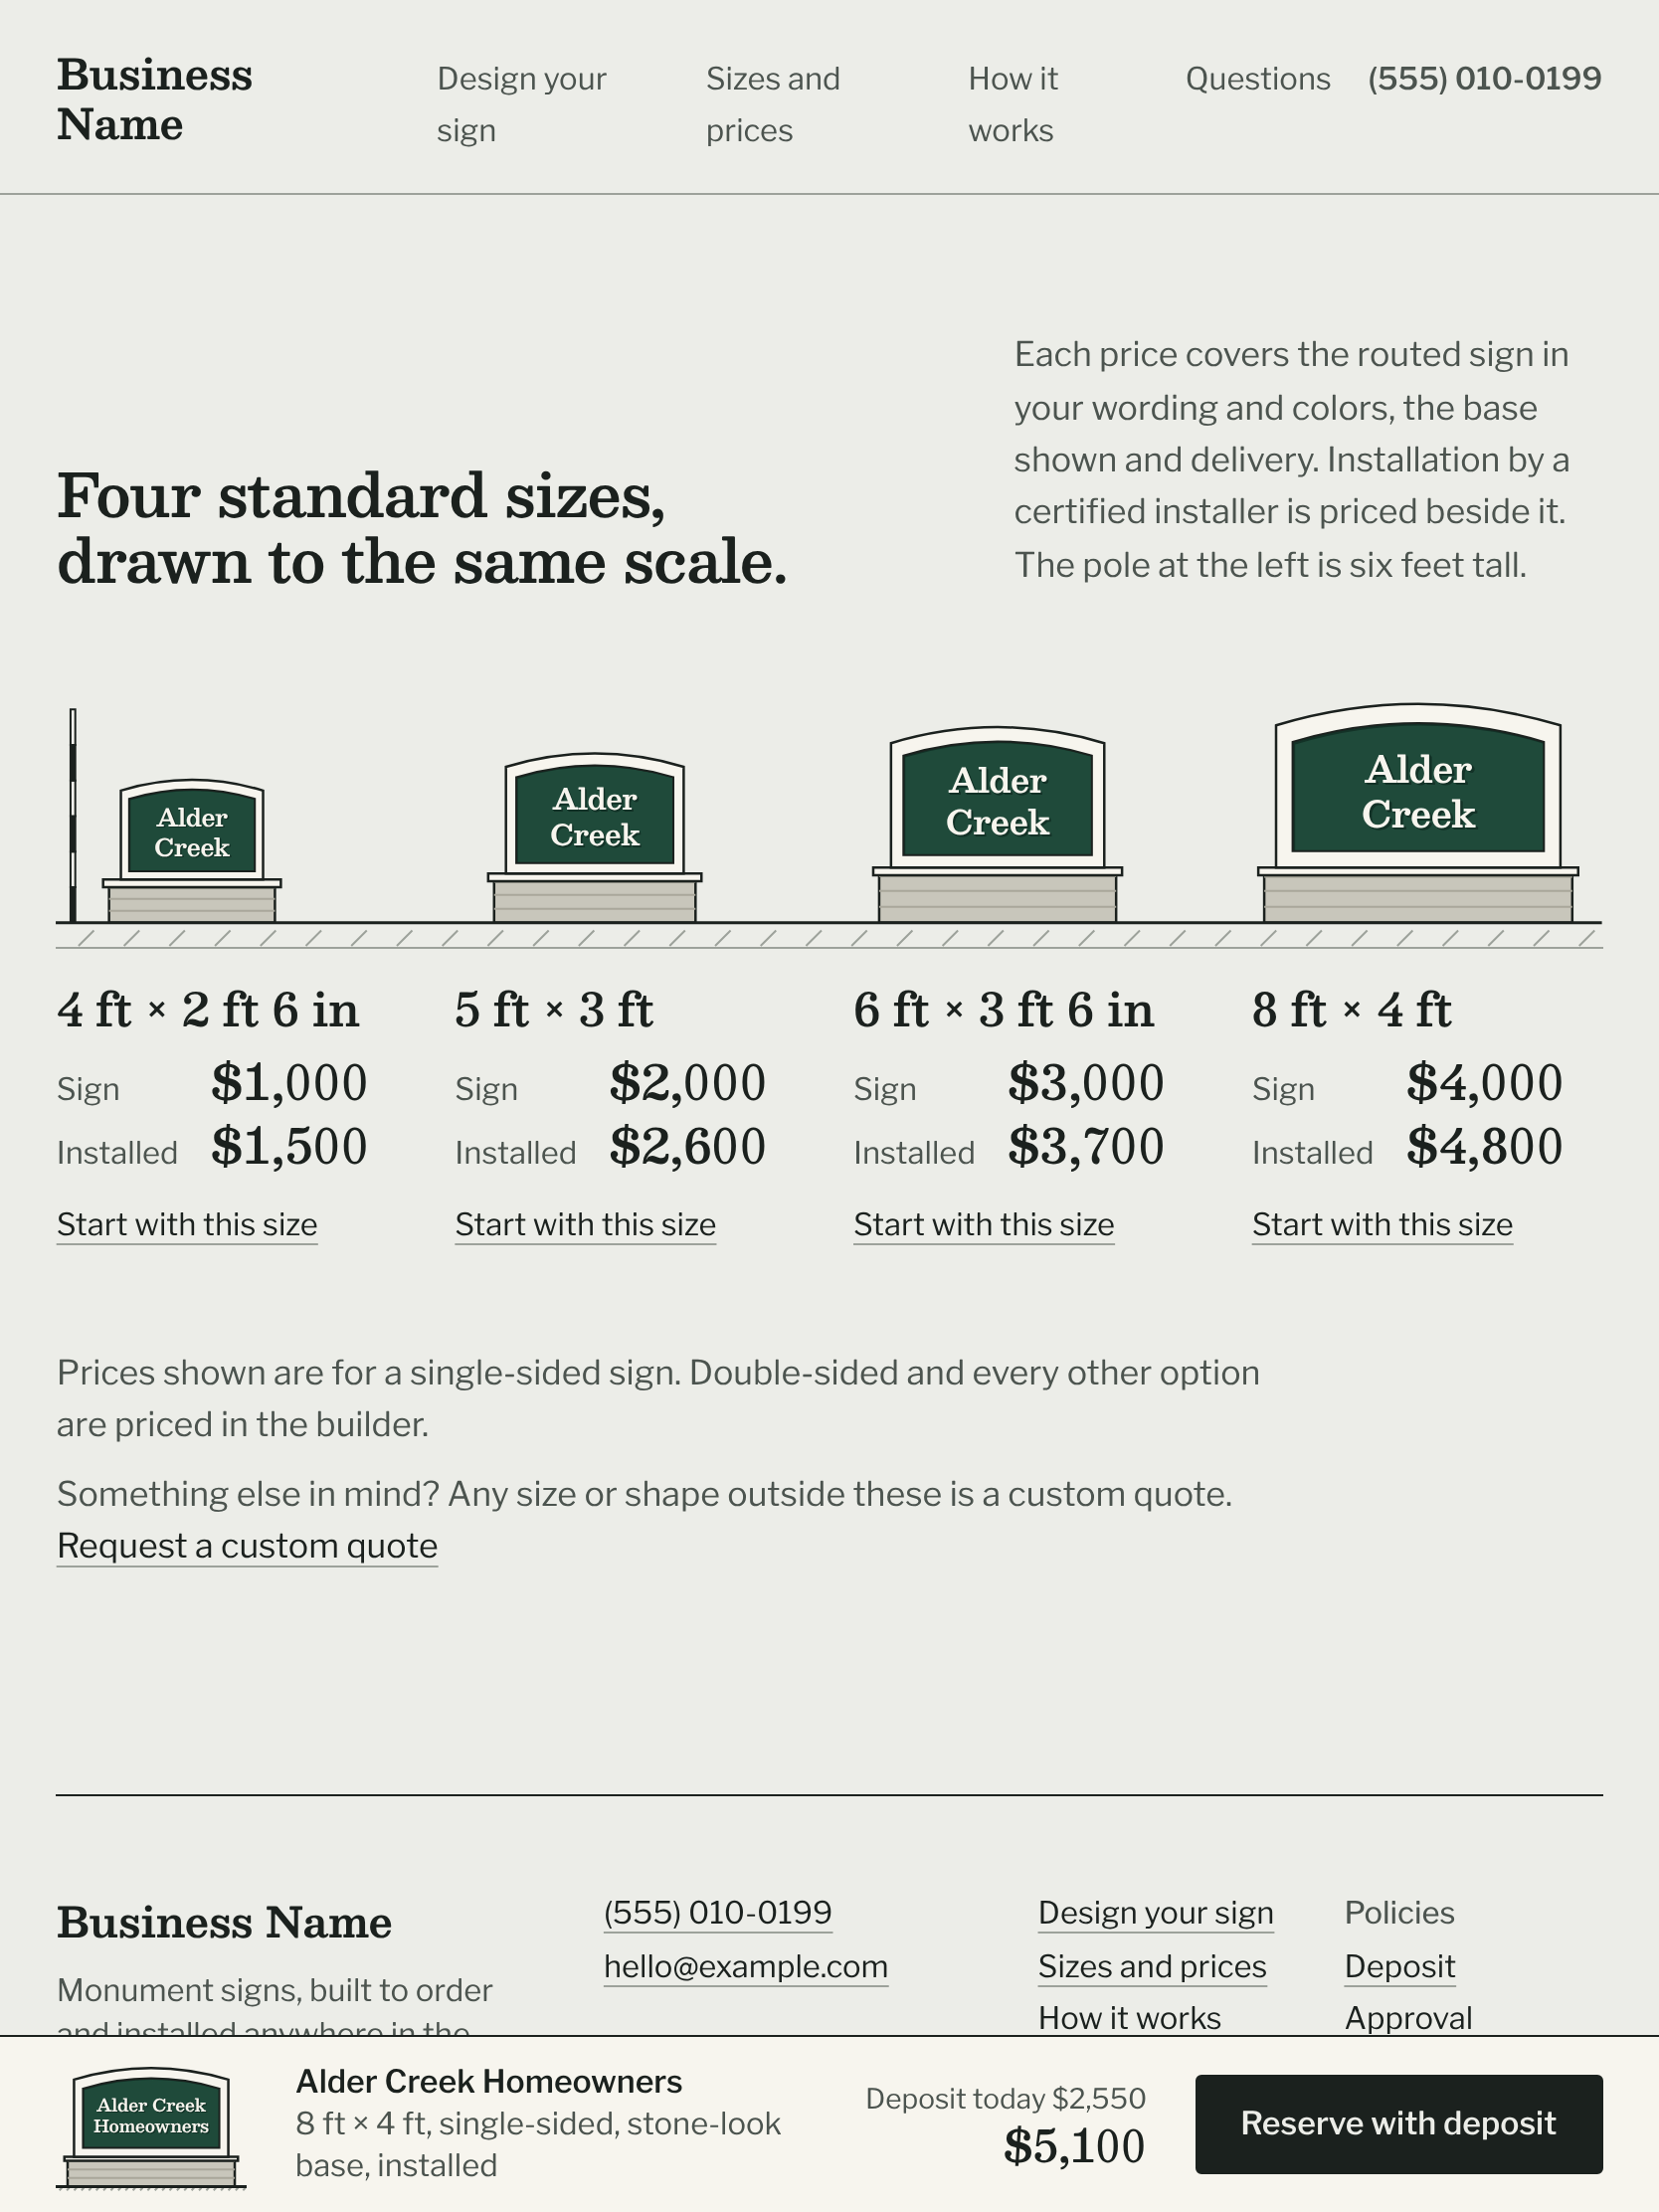 Business
Name
Design your
sign
Sizes and
prices
How it
works
Questions
(555) 010-0199
Each price covers the routed sign in
your wording and colors, the base
shown and delivery. Installation by a
certified installer is priced beside it.
The pole at the left is six feet tall.
Four standard sizes,
drawn to the same scale.
Alder
Creek
Alder
Creek
Alder
Creek
Alder
Creek
4 ft × 2 ft 6 in
Sign $1,000
Installed $1,500
Start with this size
5 ft × 3 ft
Sign $2,000
Installed $2,600
Start with this size
6 ft × 3 ft 6 in
Sign $3,000
Installed $3,700
Start with this size
8 ft × 4 ft
Sign $4,000
Installed $4,800
Start with this size
Prices shown are for a single-sided sign. Double-sided and every other option
are priced in the builder.
Something else in mind? Any size or shape outside these is a custom quote.
Request a custom quote
Business Name
Monument signs, built to order
and installed anywhere in the
(555) 010-0199
hello@example.com
Design your sign
Sizes and prices
How it works
Policies
Deposit
Approval
Alder Creek
Homeowners
Alder Creek Homeowners
8 ft × 4 ft, single-sided, stone-look
base, installed
Deposit today $2,550
$5,100
Reserve with deposit